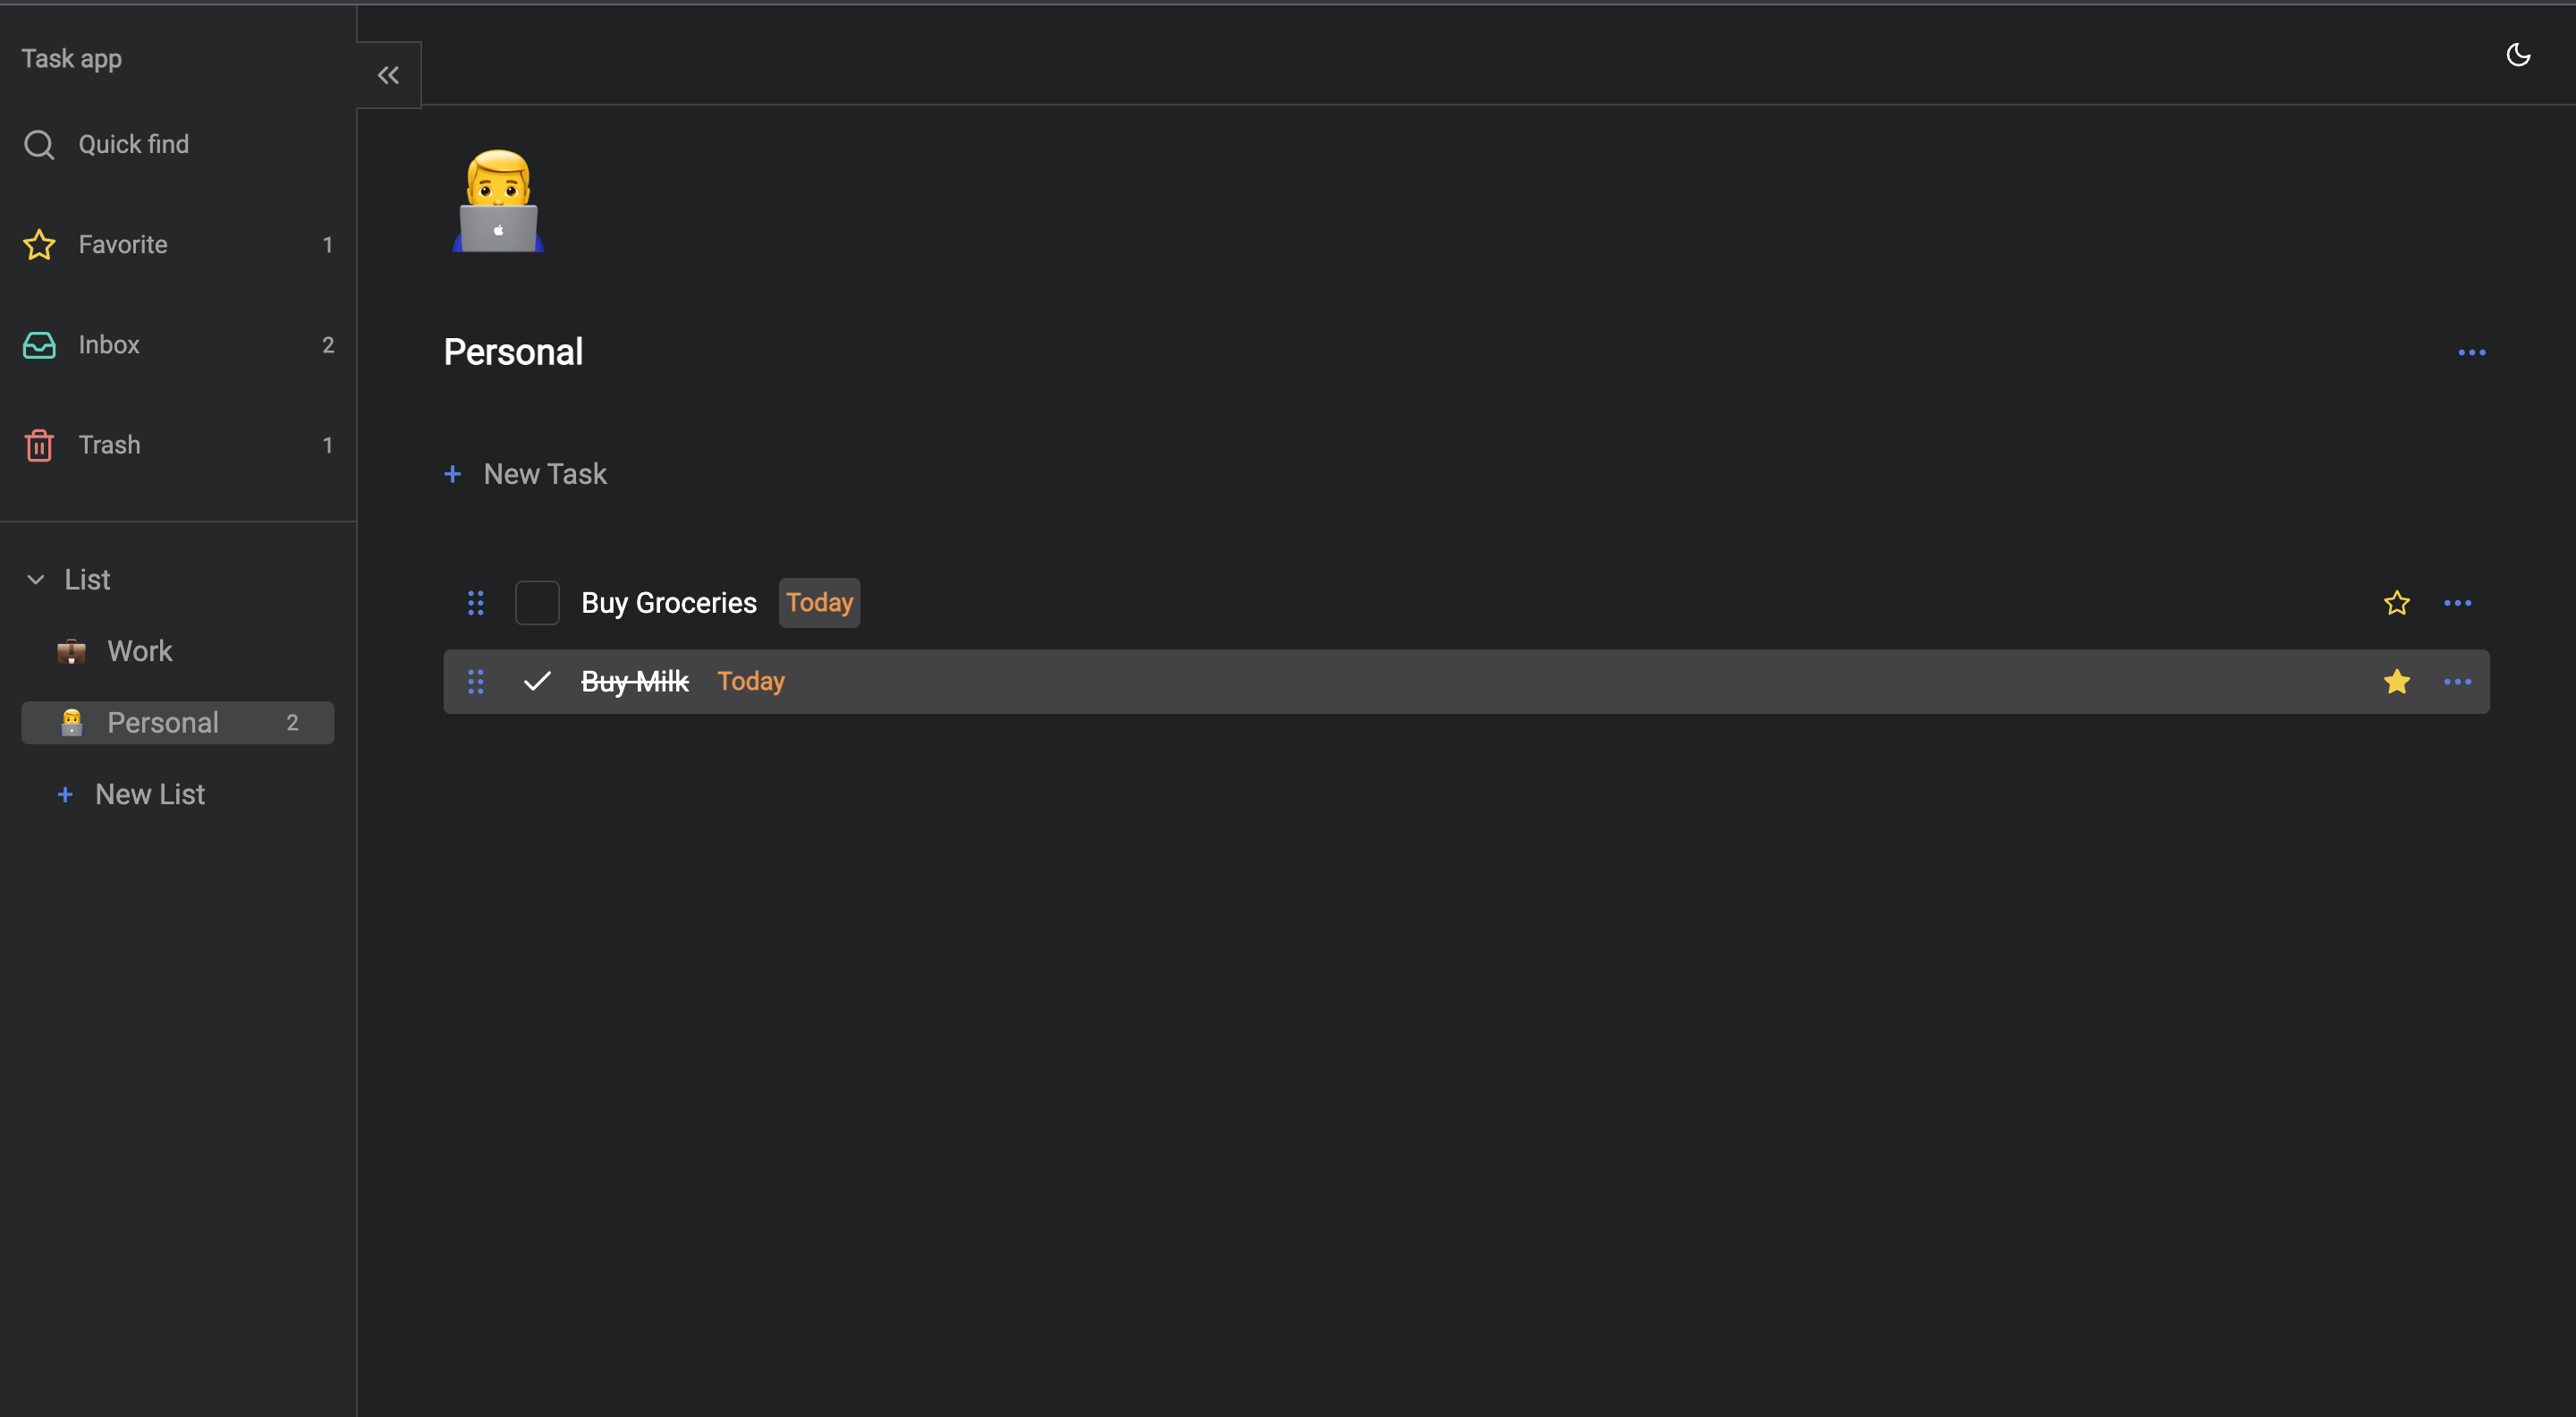 Task app
Quick find
Favorite 1
Inbox 2
Trash 1
List
Work
Personal 2
+ New List
Personal
+ New Task
Buy Groceries Today
Buy Milk Today